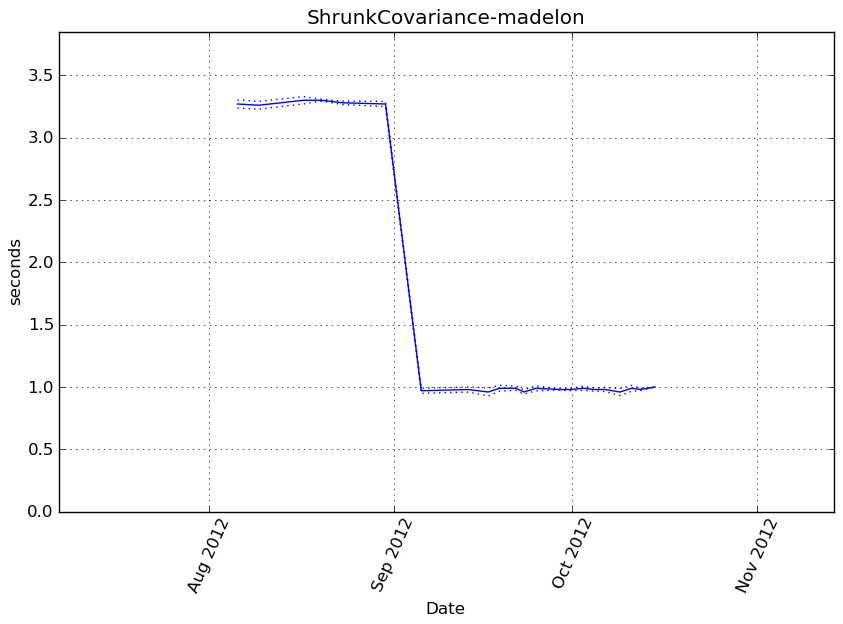 ShrunkCovariance-madelon
3.5
3.0
2.5
2.0
1.5
1.0
0.5
0.0
seconds
Aug 2012
Sep 2012
Oct 2012
Nov 2012
Date